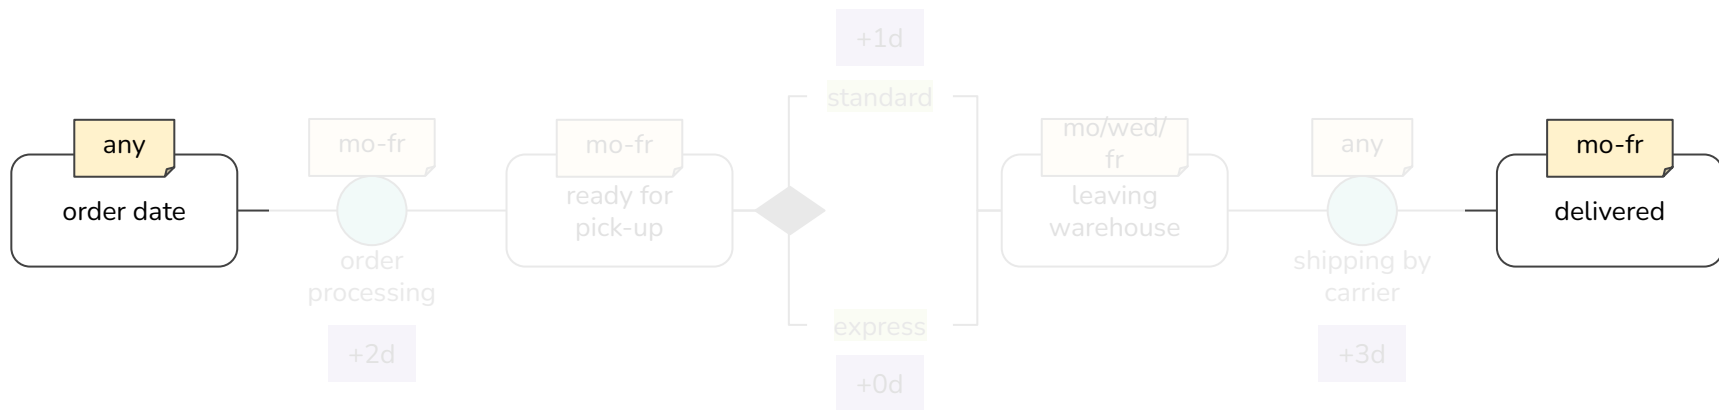 +1d
standard
any
mo-fr
mo-fr
mo/wed/
fr
any
mo-fr
order date
ready for
pick-up
leaving
warehouse
delivered
order
processing
shipping by
carrier
express
+2d
+0d
+3d